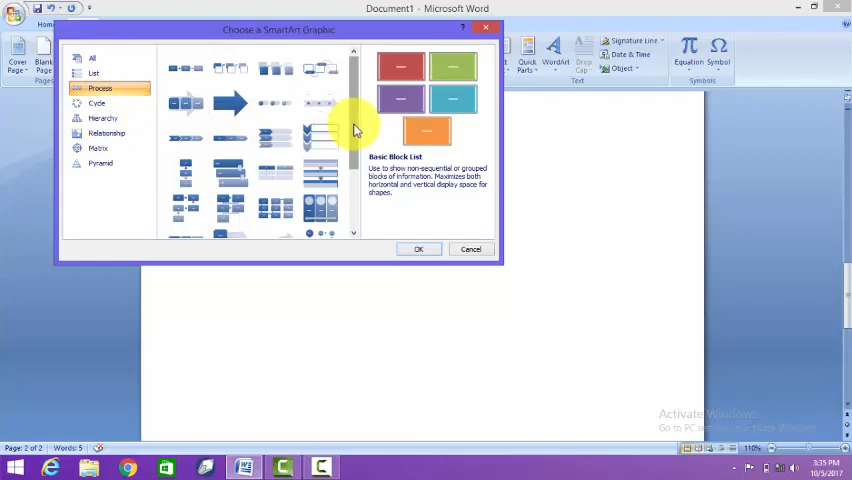 Document1 - Microsoft Word
Choose a SmartArt Graphic
Cover
Page
Blank
Quick
Parts
WordArt
Drop
Cap
Signature Line
Date & Time
Object
Text
Equation
Symbol
Symbols
All
List
Process
Cycle
Hierarchy
Relationship
Matrix
Pyramid
Basic Block List
Use to show non-sequential or grouped
blocks of information. Maximizes both
horizontal and vertical display space for
shapes.
OK
Cancel
Activate Windows
Go to PC settings to activate Windows.
Page: 2 of 2
Words: 5
110%
3:35 PM
10/5/2017